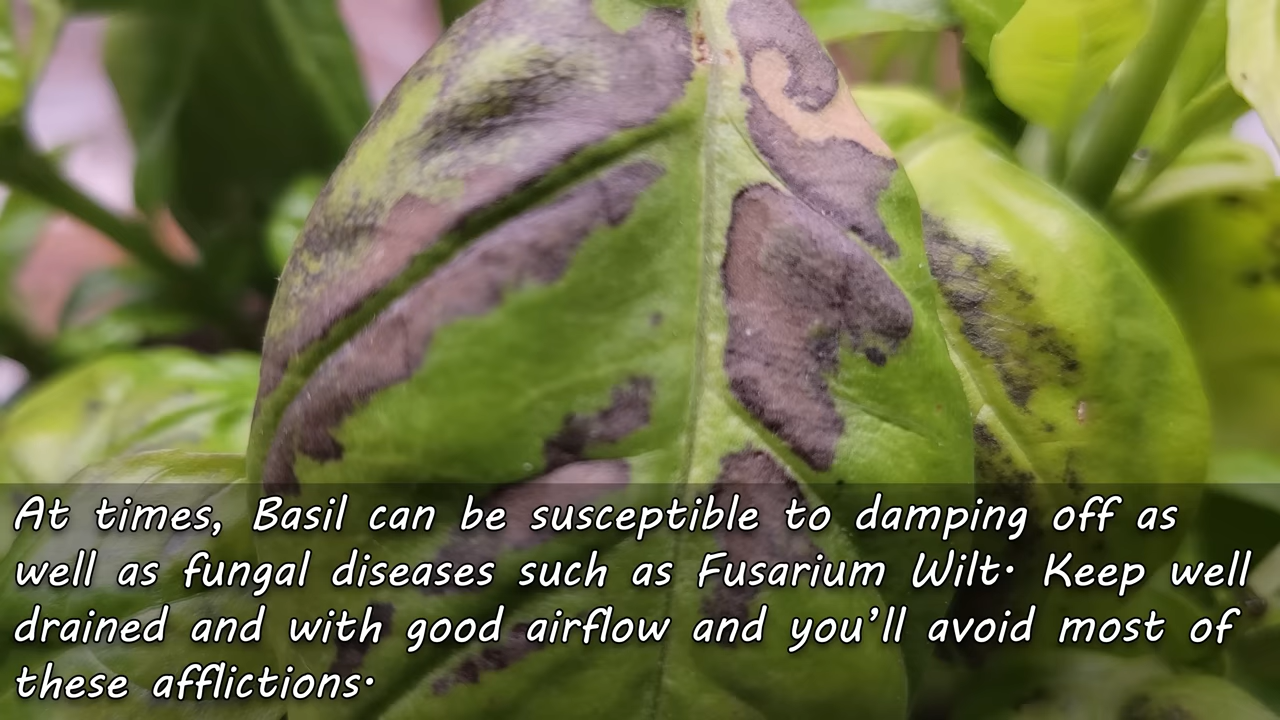 At times, Basil can be susceptible to damping off as
well as fungal diseases such as Fusarium Wilt. Keep well
drained and with good airflow and you’ll avoid most of
these afflictions.